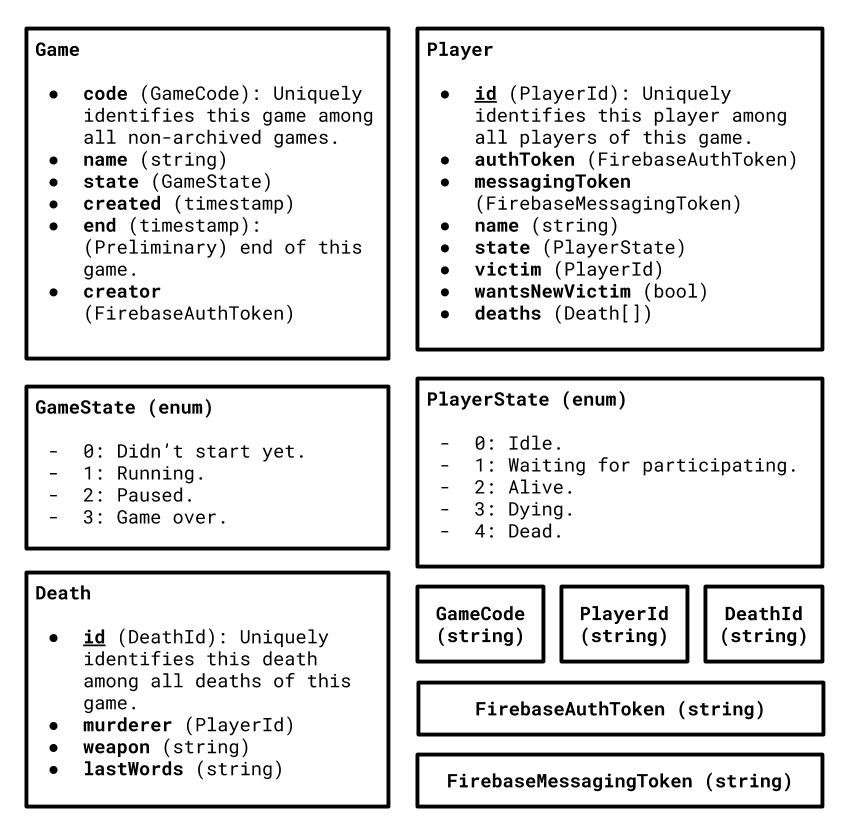 Game
● code (GameCode): Uniquely
identifies this game among
all non-archived games.
● name (string)
● state (GameState)
● created (timestamp)
● end (timestamp):
(Preliminary) end of this
game.
● creator
(FirebaseAuthToken)
Player
● id (PlayerId): Uniquely
identifies this player among
all players of this game.
● authToken (FirebaseAuthToken)
● messagingToken
(FirebaseMessagingToken)
● name (string)
● state (PlayerState)
● victim (PlayerId)
● wantsNewVictim (bool)
● deaths (Death[])
GameState (enum)
- 0: Didn’t start yet.
- 1: Running.
- 2: Paused.
- 3: Game over.
PlayerState (enum)
- 0: Idle.
- 1: Waiting for participating.
- 2: Alive.
- 3: Dying.
- 4: Dead.
Death
● id (DeathId): Uniquely
identifies this death
among all deaths of this
game.
● murderer (PlayerId)
● weapon (string)
● lastWords (string)
GameCode
(string)
PlayerId
(string)
DeathId
(string)
FirebaseAuthToken (string)
FirebaseMessagingToken (string)